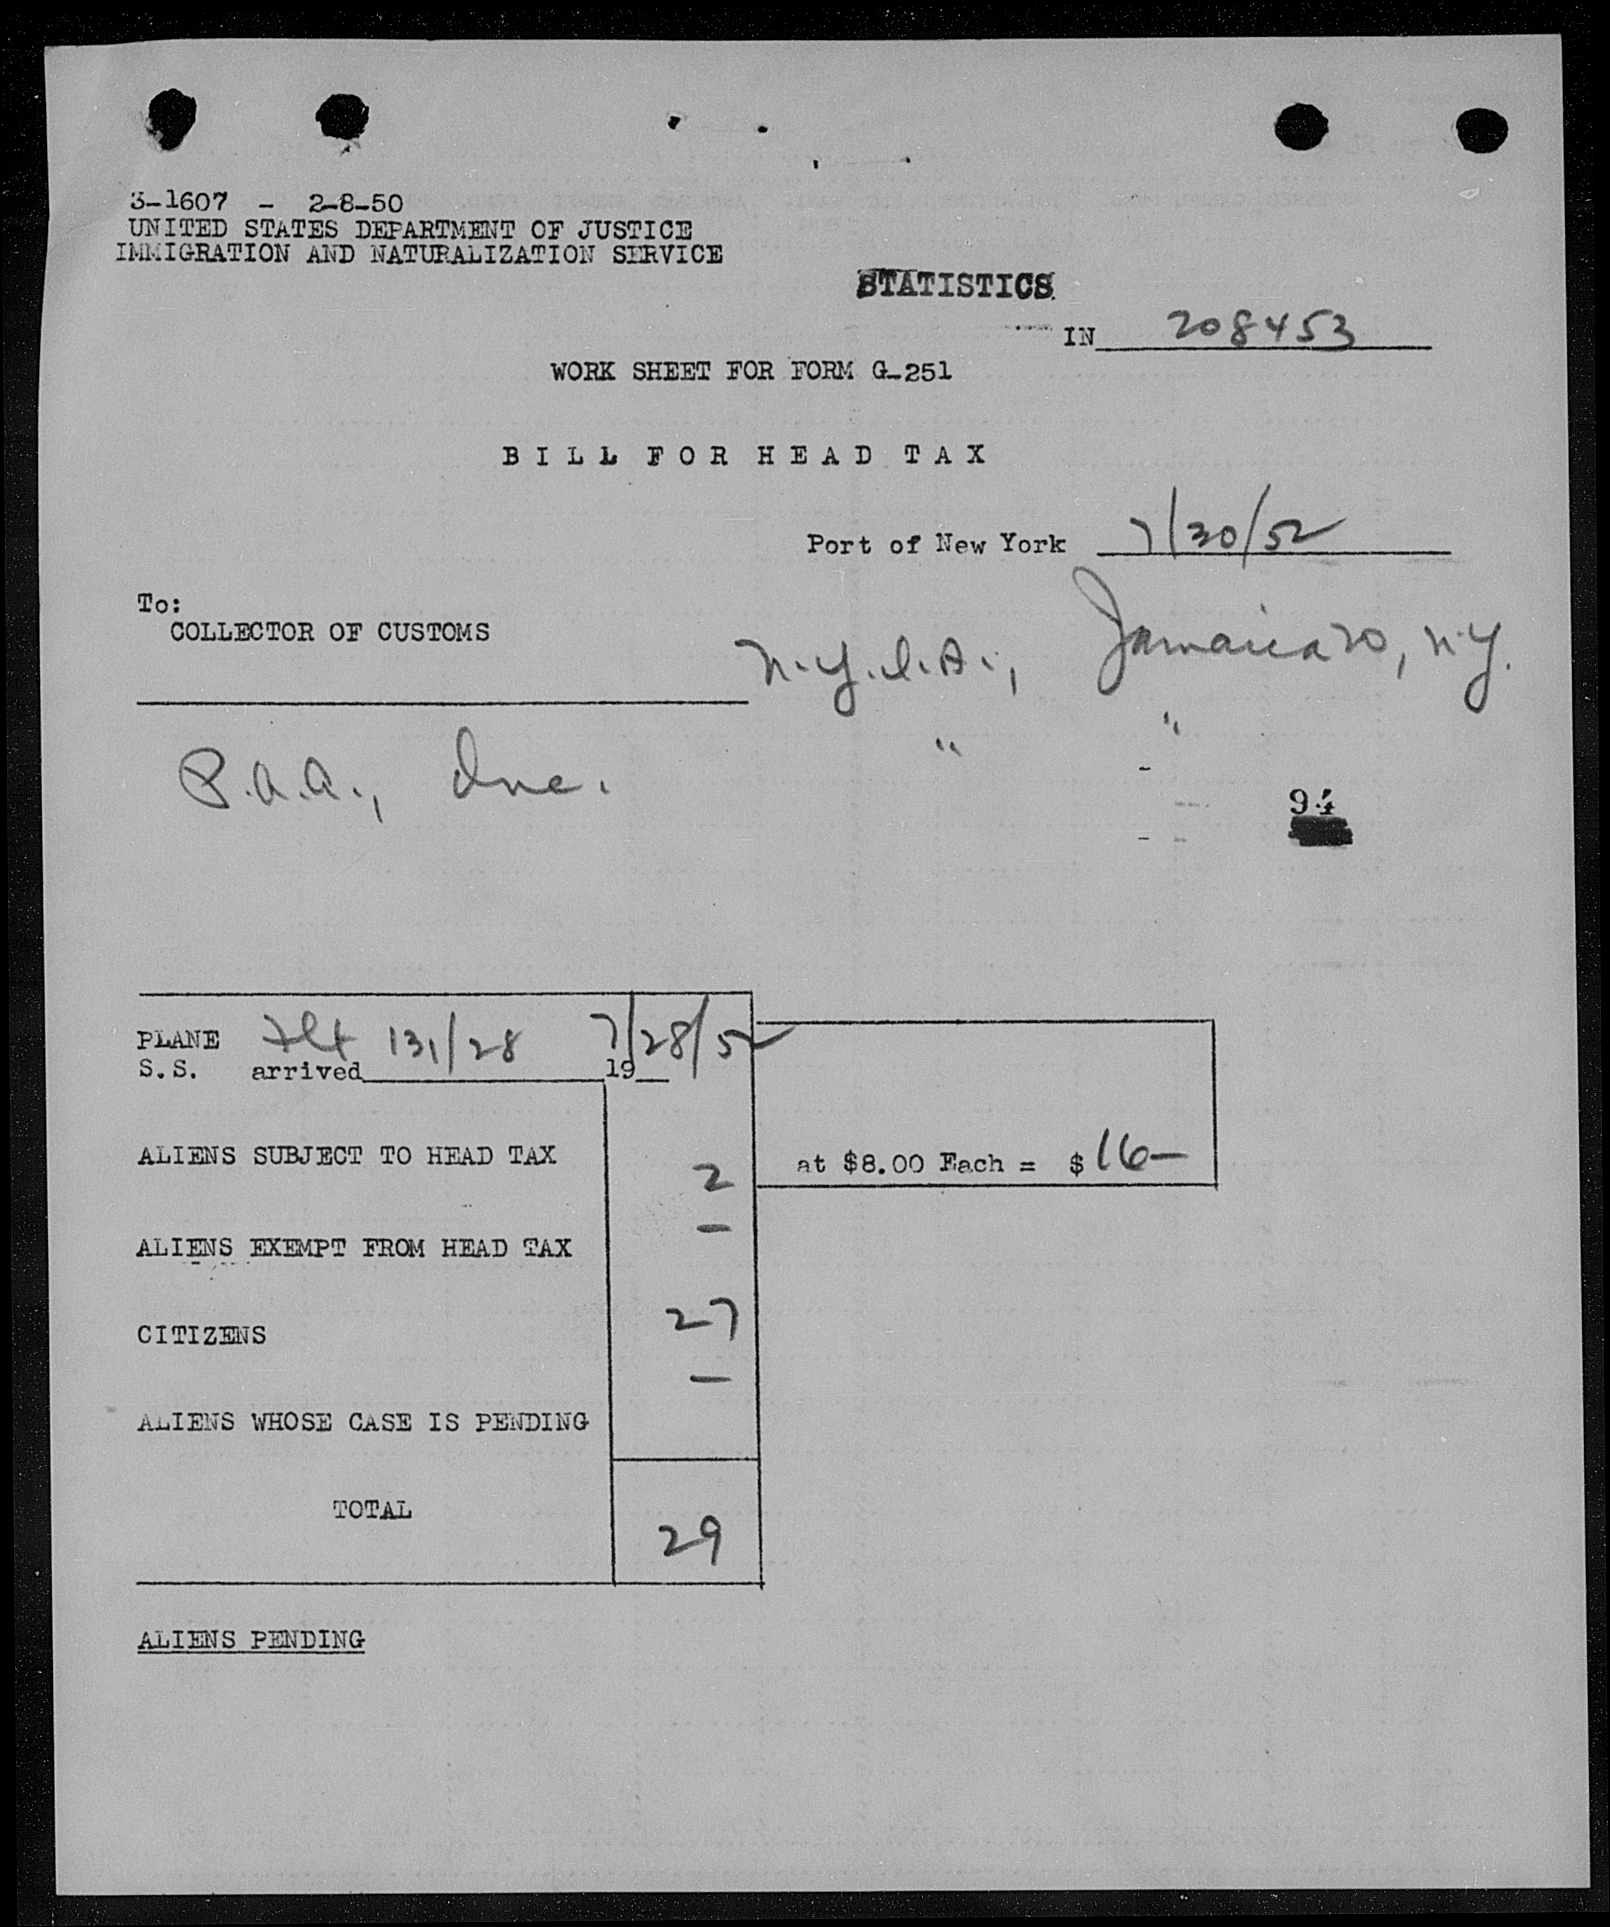 3-1607 - 2-8-50
UNITED STATES DEPARTMENT OF JUSTICE
IMMIGRATION AND NATURALIZATION SERVICE
STATISTICS
IN 208453
WORK SHEET FOR FORM G-251
BILL FOR HEAD TAX
Port of New York 7/30/52
To:
COLLECTOR OF CUSTOMS
N.Y.I.A., Jamaica 20, N.Y.
P.A.A., Inc. " "
94
PLANE Flt 131/28 7/28/52
S.S. arrived 19
ALIENS SUBJECT TO HEAD TAX 2 at $8.00 Each = $ 16-
ALIENS EXEMPT FROM HEAD TAX -
CITIZENS 27
ALIENS WHOSE CASE IS PENDING -
TOTAL 29
ALIENS PENDING